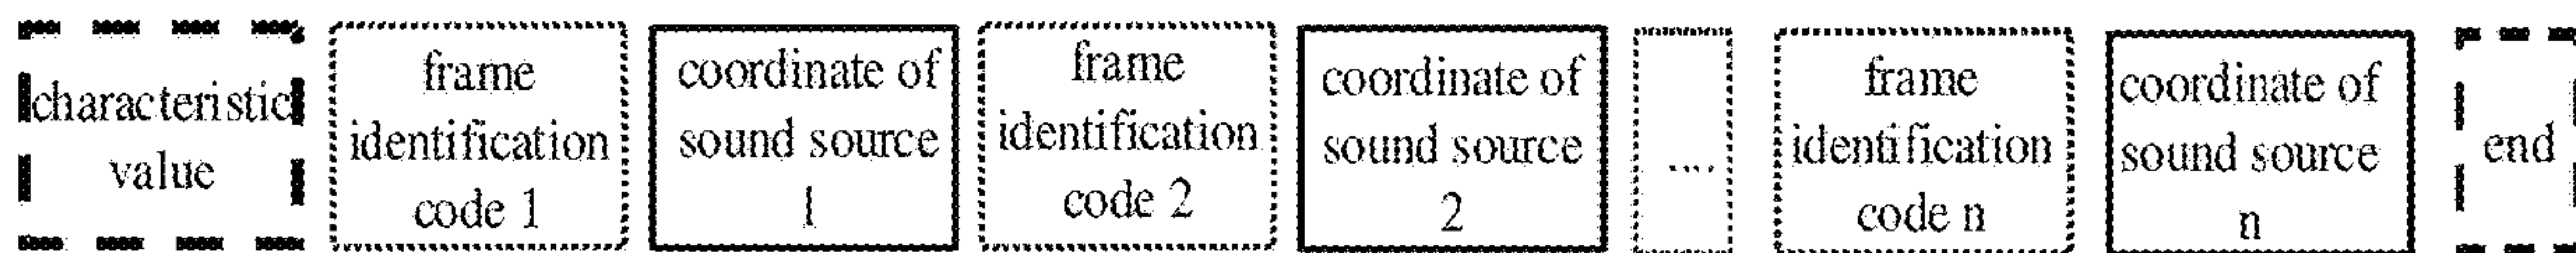 characteristic
value
frame
identification
code 1
coordinate of
sound source
1
frame
identification
code 2
coordinate of
sound source
2
....
frame
identification
code n
coordinate of
sound source
n
end